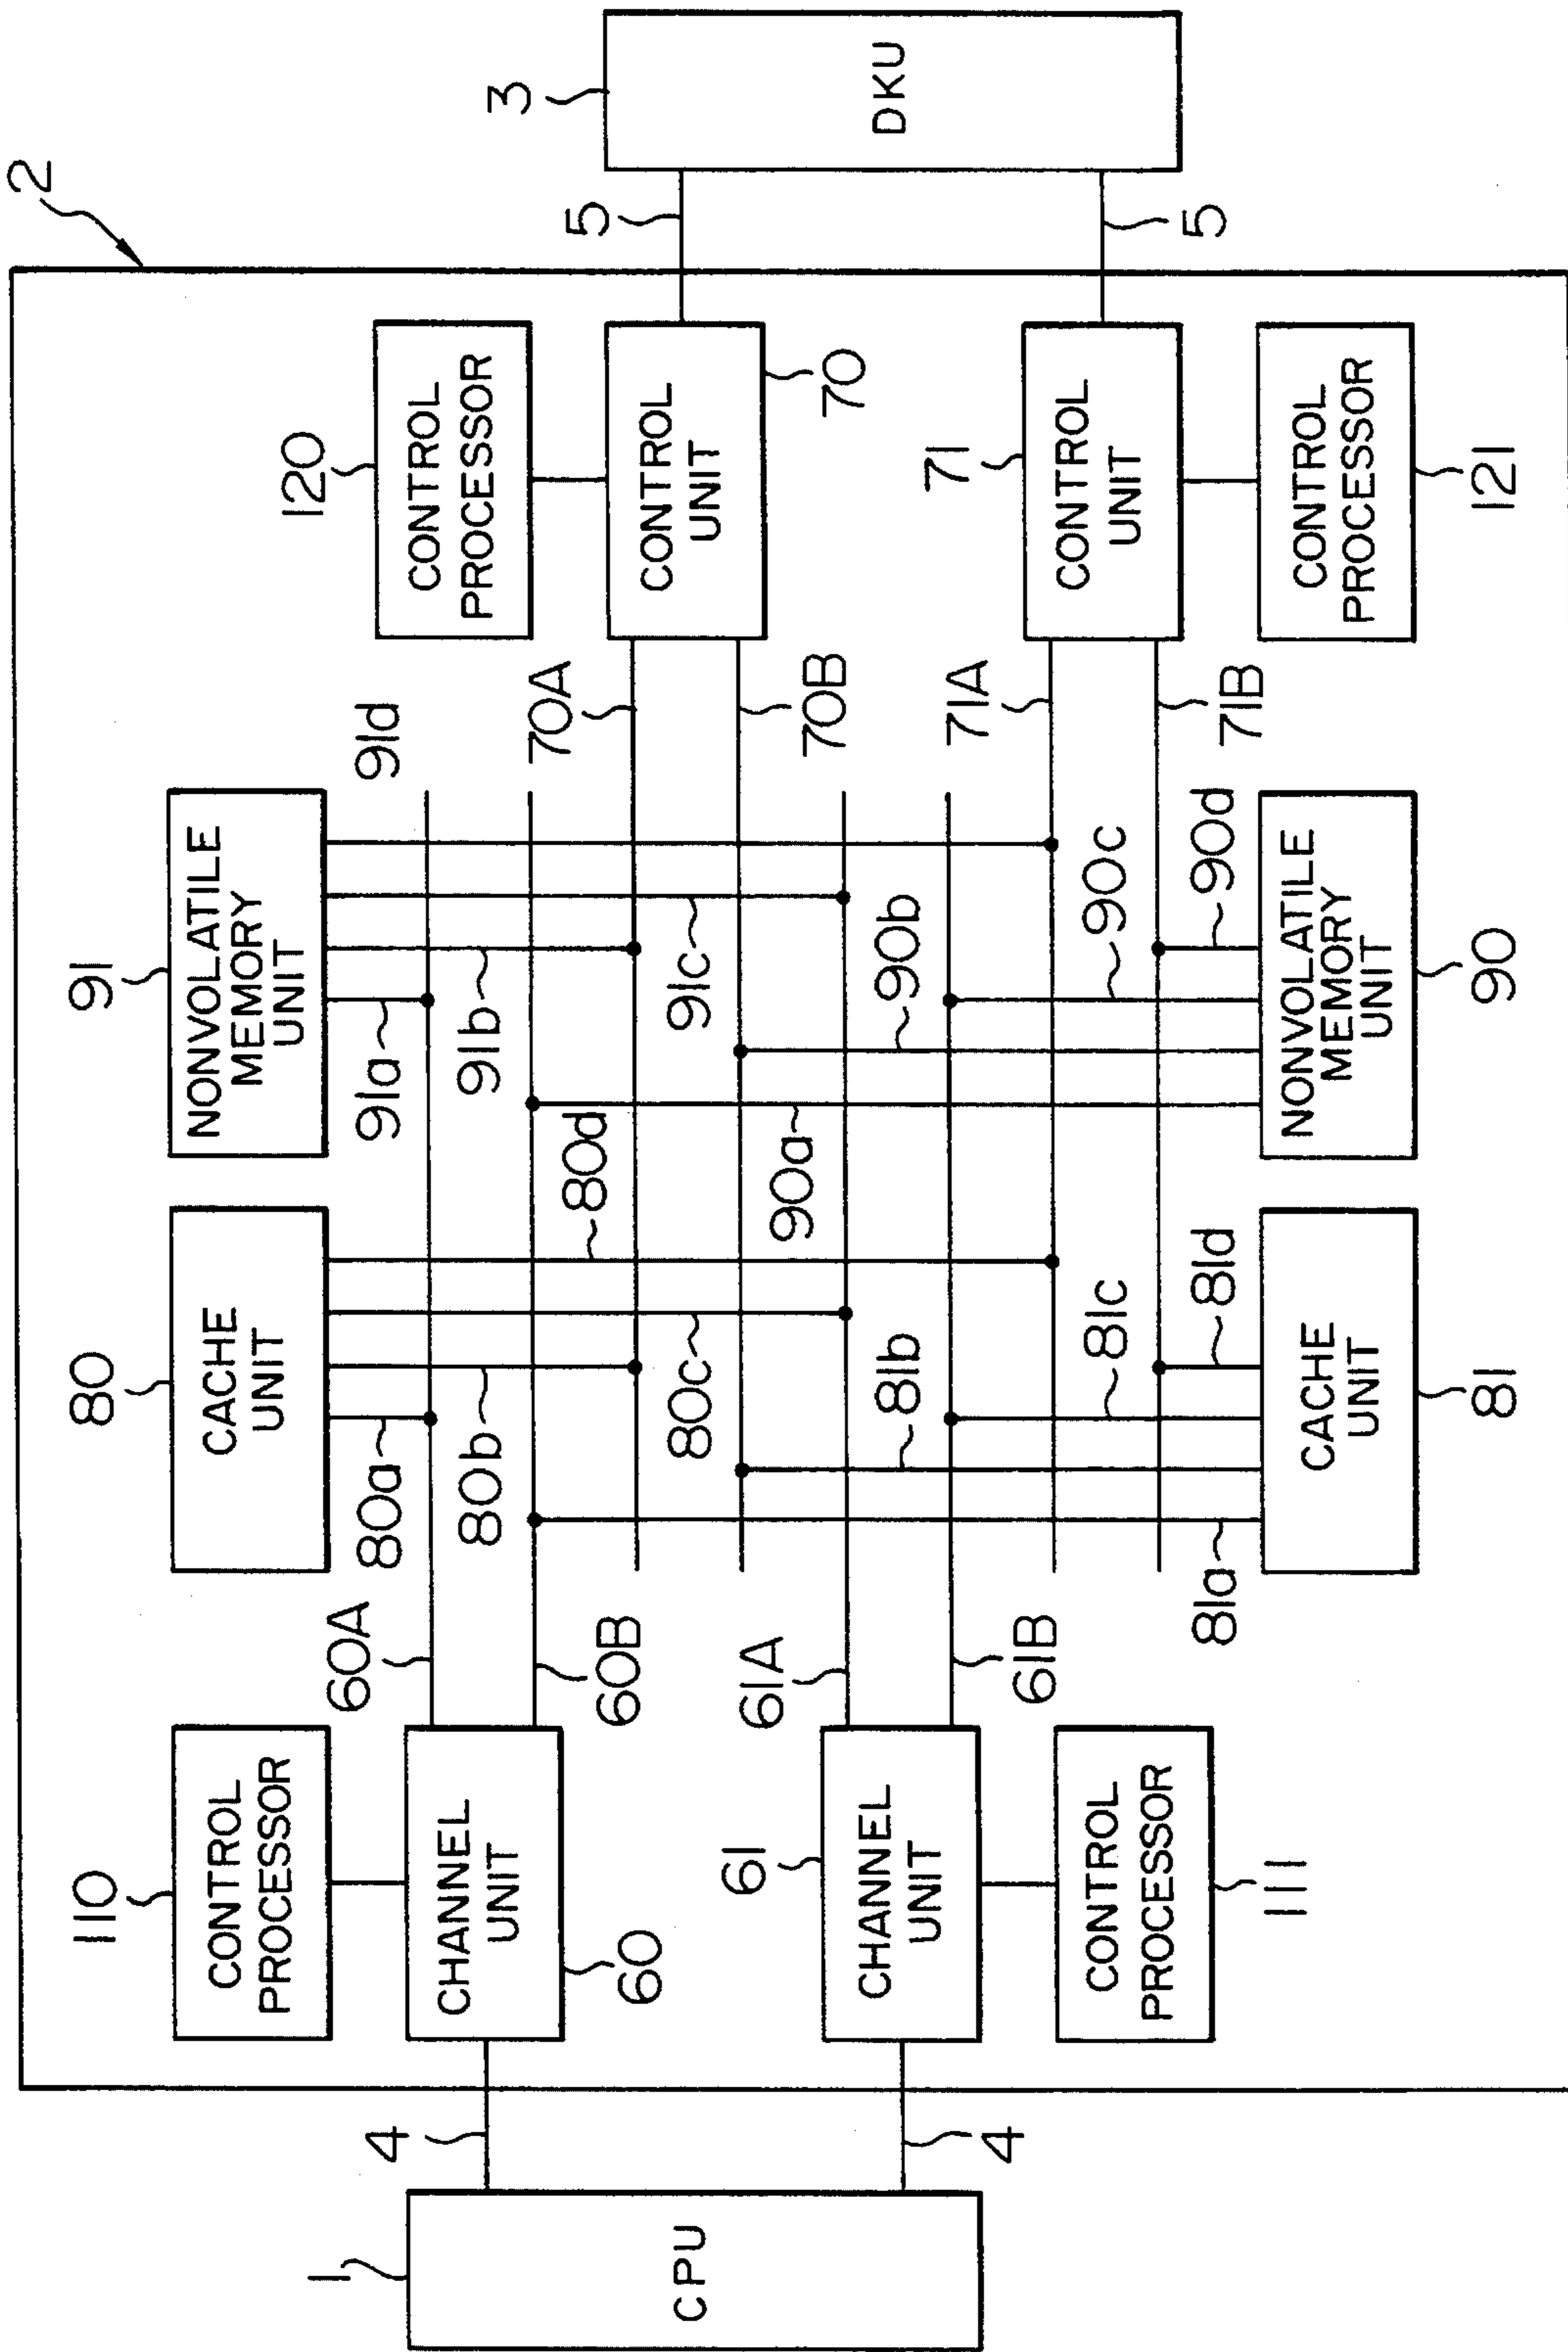 2
110
80
91
CONTROL
PROCESSOR
CACHE
UNIT
NONVOLATILE
MEMORY
UNIT
120
CONTROL
PROCESSOR
3
1
4
60A
80a
91a
91d
CHANNEL
UNIT
80b
80d
91b
70A
CONTROL
UNIT
5
60
60B
80c
90a
91c
70B
70
CPU
DKU
61
61A
81b
90b
71A
71
CHANNEL
UNIT
61B
81c
90c
CONTROL
UNIT
4
81a
81d
90d
71B
5
CONTROL
PROCESSOR
CACHE
UNIT
NONVOLATILE
MEMORY
UNIT
CONTROL
PROCESSOR
111
81
90
121